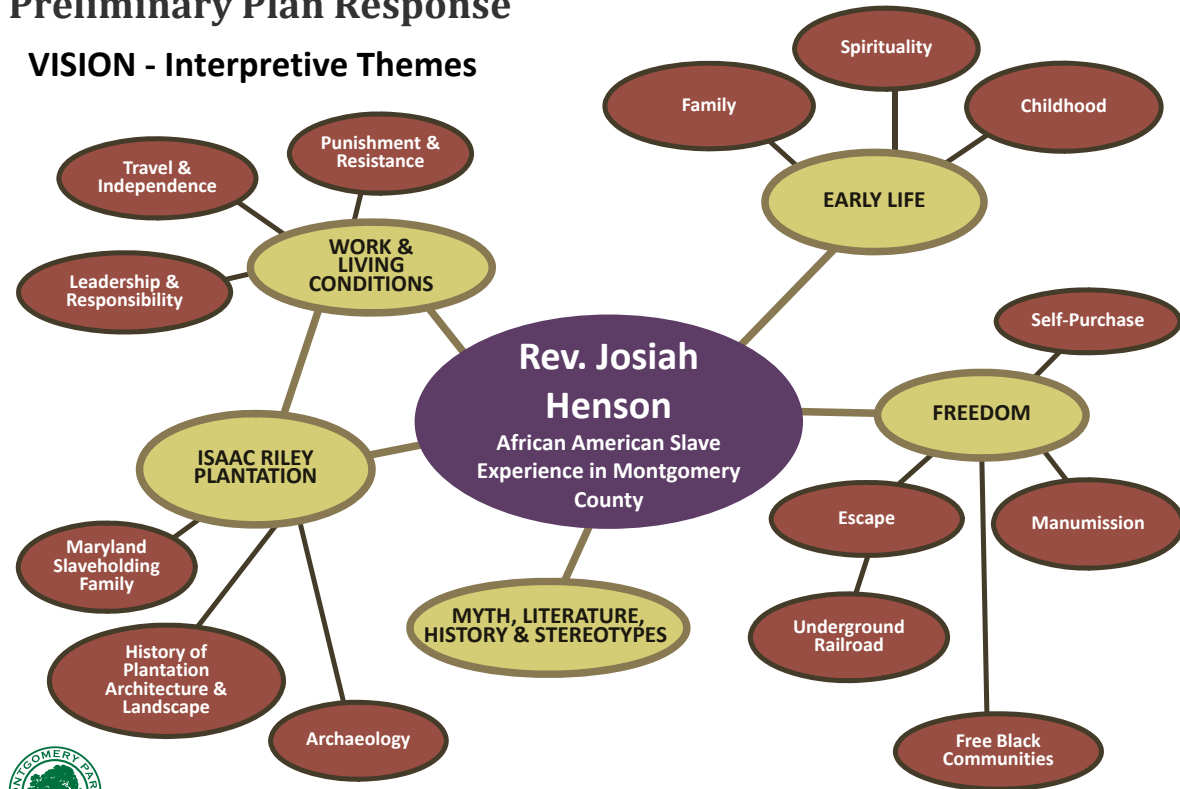 Preliminary Plan Response
VISION - Interpretive Themes
Spirituality
Family
Childhood
EARLY LIFE
Punishment &
Resistance
Travel &
Independence
WORK &
LIVING
CONDITIONS
Leadership &
Responsibility
Rev. Josiah
Henson
African American Slave
Experience in Montgomery
County
Self-Purchase
FREEDOM
Escape
Manumission
Underground
Railroad
Free Black
Communities
ISAAC RILEY
PLANTATION
Maryland
Slaveholding
Family
History of
Plantation
Architecture &
Landscape
Archaeology
MYTH, LITERATURE,
HISTORY & STEREOTYPES